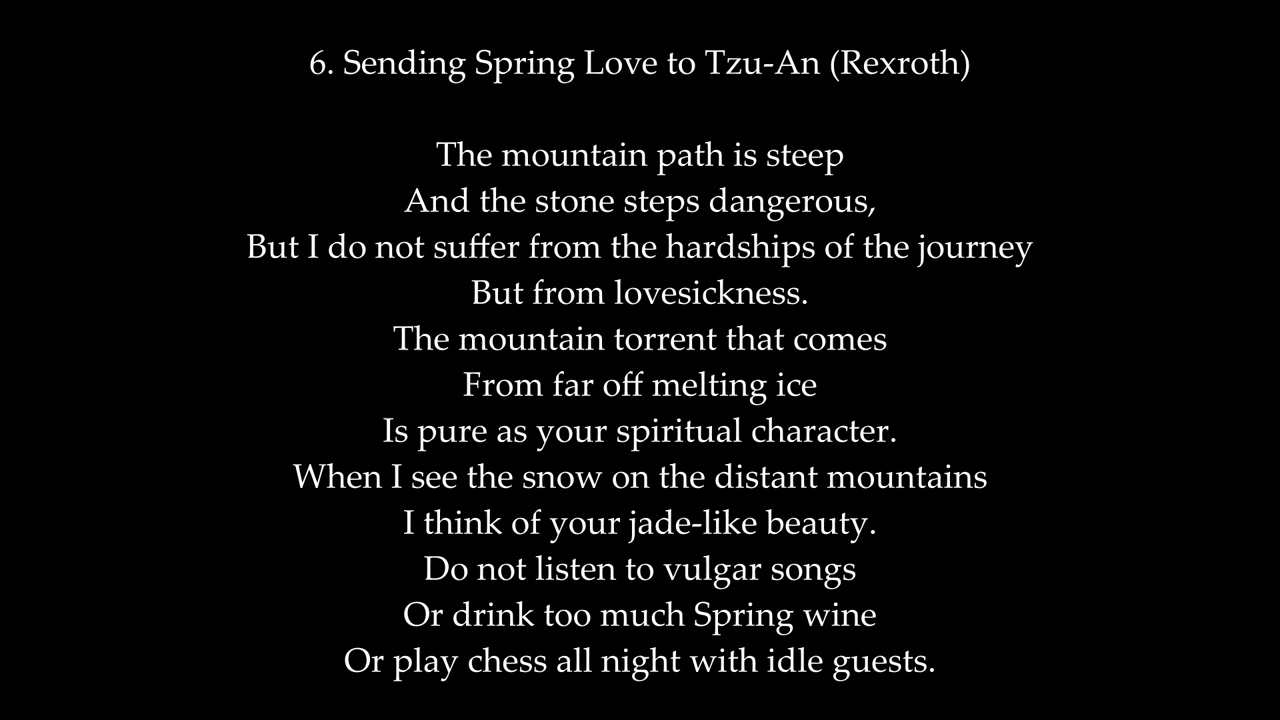 6. Sending Spring Love to Tzu-An (Rexroth)
The mountain path is steep
And the stone steps dangerous,
But I do not suffer from the hardships of the journey
But from lovesickness.
The mountain torrent that comes
From far off melting ice
Is pure as your spiritual character.
When I see the snow on the distant mountains
I think of your jade-like beauty.
Do not listen to vulgar songs
Or drink too much Spring wine
Or play chess all night with idle guests.